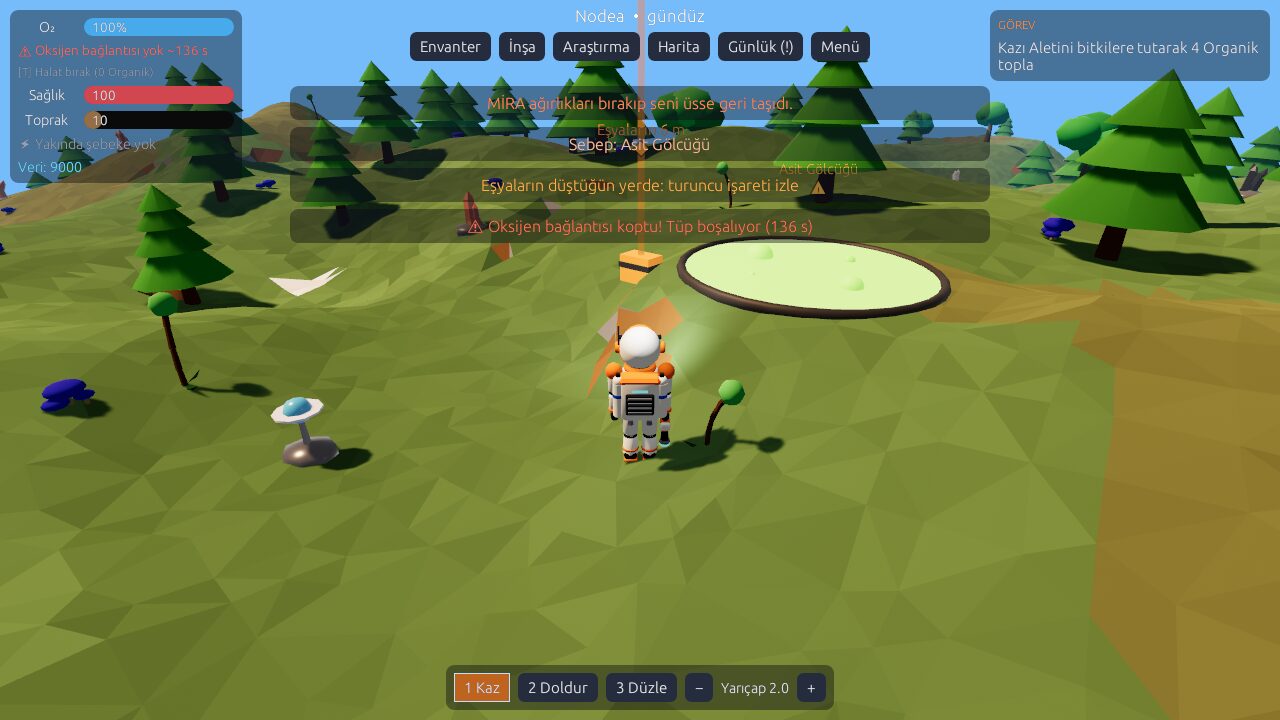 Nodea • gündüz
O₂ 100%
⚠ Oksijen bağlantısı yok ~136 s
[T] Halat bırak (0 Organik)
Sağlık 100
Toprak 10
⚡ Yakında şebeke yok
Veri: 9000
Envanter İnşa Araştırma Harita Günlük (!) Menü
GÖREV
Kazı Aletini bitkilere tutarak 4 Organik
topla
MİRA ağırlıkları bırakıp seni üsse geri taşıdı.
Sebep: Asit Gölcüğü
Asit Gölcüğü
Eşyaların düştüğün yerde: turuncu işareti izle
⚠ Oksijen bağlantısı koptu! Tüp boşalıyor (136 s)
1 Kaz 2 Doldur 3 Düzle − Yarıçap 2.0 +